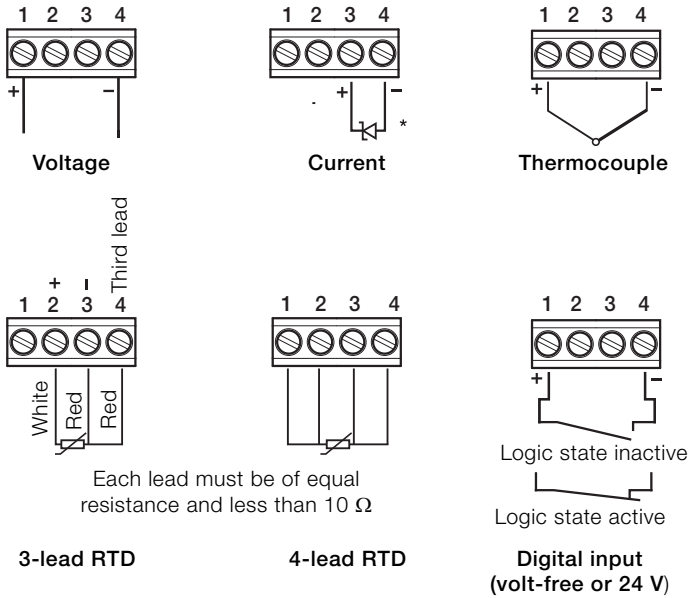 1 2 3 4
+ −
Voltage
1 2 3 4
+ −
*
Current
1 2 3 4
+ −
Thermocouple
+ − Third lead
1 2 3 4
White Red Red
3-lead RTD
1 2 3 4
4-lead RTD
Each lead must be of equal
resistance and less than 10 Ω
1 2 3 4
+ −
Logic state inactive
Logic state active
Digital input
(volt-free or 24 V)